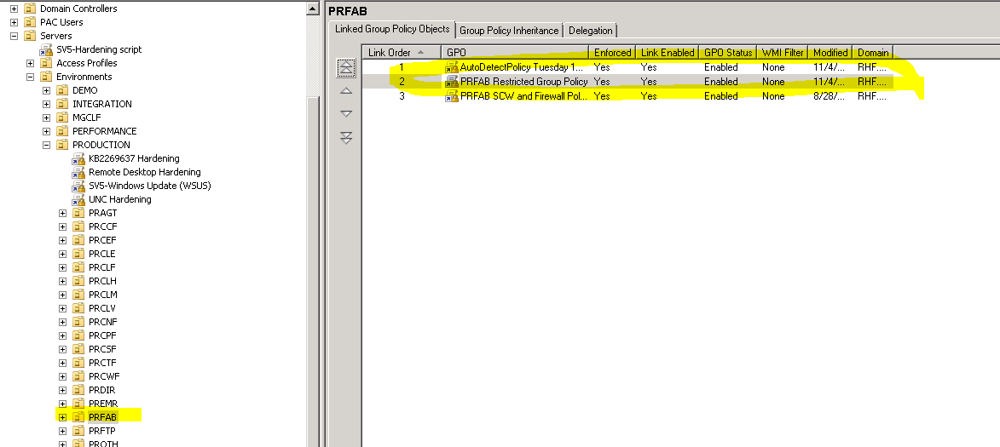 Domain Controllers
PAC Users
Servers
SV5-Hardening script
Access Profiles
Environments
DEMO
INTEGRATION
MGCLF
PERFORMANCE
PRODUCTION
KB2269637 Hardening
Remote Desktop Hardening
SV5-Windows Update (WSUS)
UNC Hardening
PRAGT
PRCCF
PRCEF
PRCLE
PRCLF
PRCLH
PRCLM
PRCLV
PRCNF
PRCPF
PRCSF
PRCTF
PRCWF
PRDIR
PREMR
PRFAB
PRFTP
PROTH
PRFAB
Linked Group Policy Objects Group Policy Inheritance Delegation
Link Order GPO Enforced Link Enabled GPO Status WMI Filter Modified Domain
1 AutoDetectPolicy Tuesday 1... Yes Yes Enabled None 11/4/... RHF....
2 PRFAB Restricted Group Policy Yes Yes Enabled None 11/4/... RHF....
3 PRFAB SCW and Firewall Pol... Yes Yes Enabled None 8/28/... RHF....